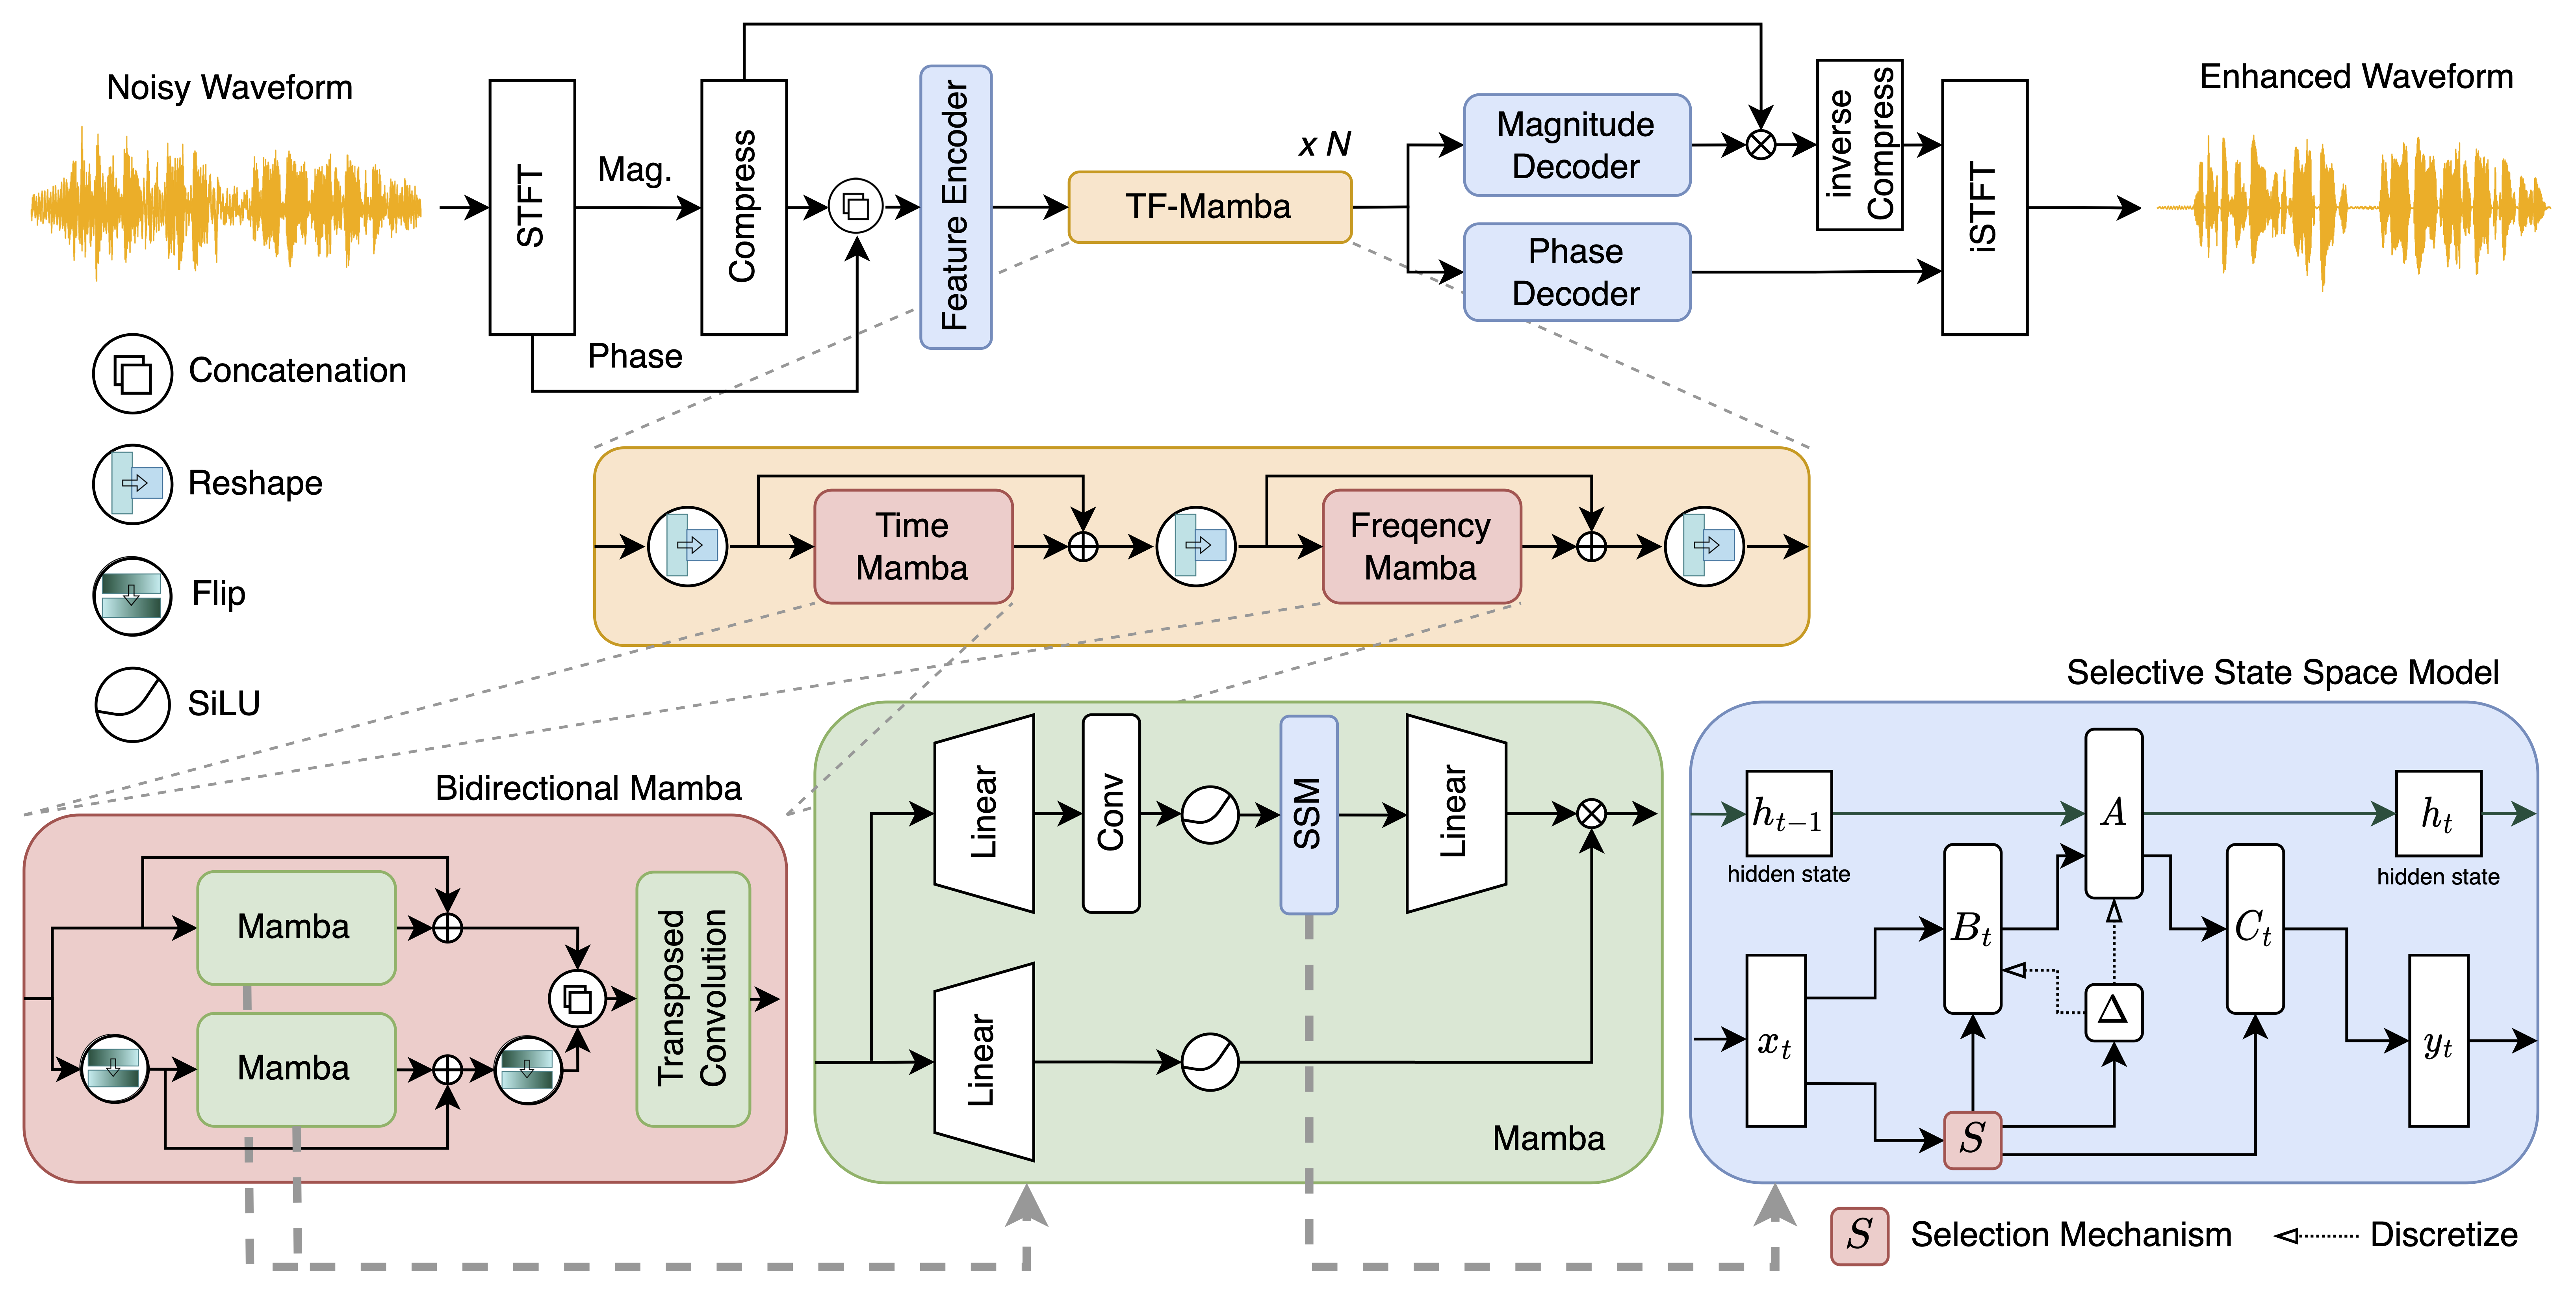 Noisy Waveform
STFT
Mag.
Phase
Compress
Feature Encoder
TF-Mamba
x N
Magnitude
Decoder
Phase
Decoder
inverse
Compress
iSTFT
Enhanced Waveform
Concatenation
Reshape
Flip
SiLU
Time
Mamba
Freqency
Mamba
Bidirectional Mamba
Mamba
Mamba
Transposed
Convolution
Linear
Conv
SSM
Linear
Linear
Mamba
Selective State Space Model
h_{t-1}
hidden state
A
h_t
hidden state
B_t
C_t
Δ
x_t
y_t
S
S
Selection Mechanism
Discretize